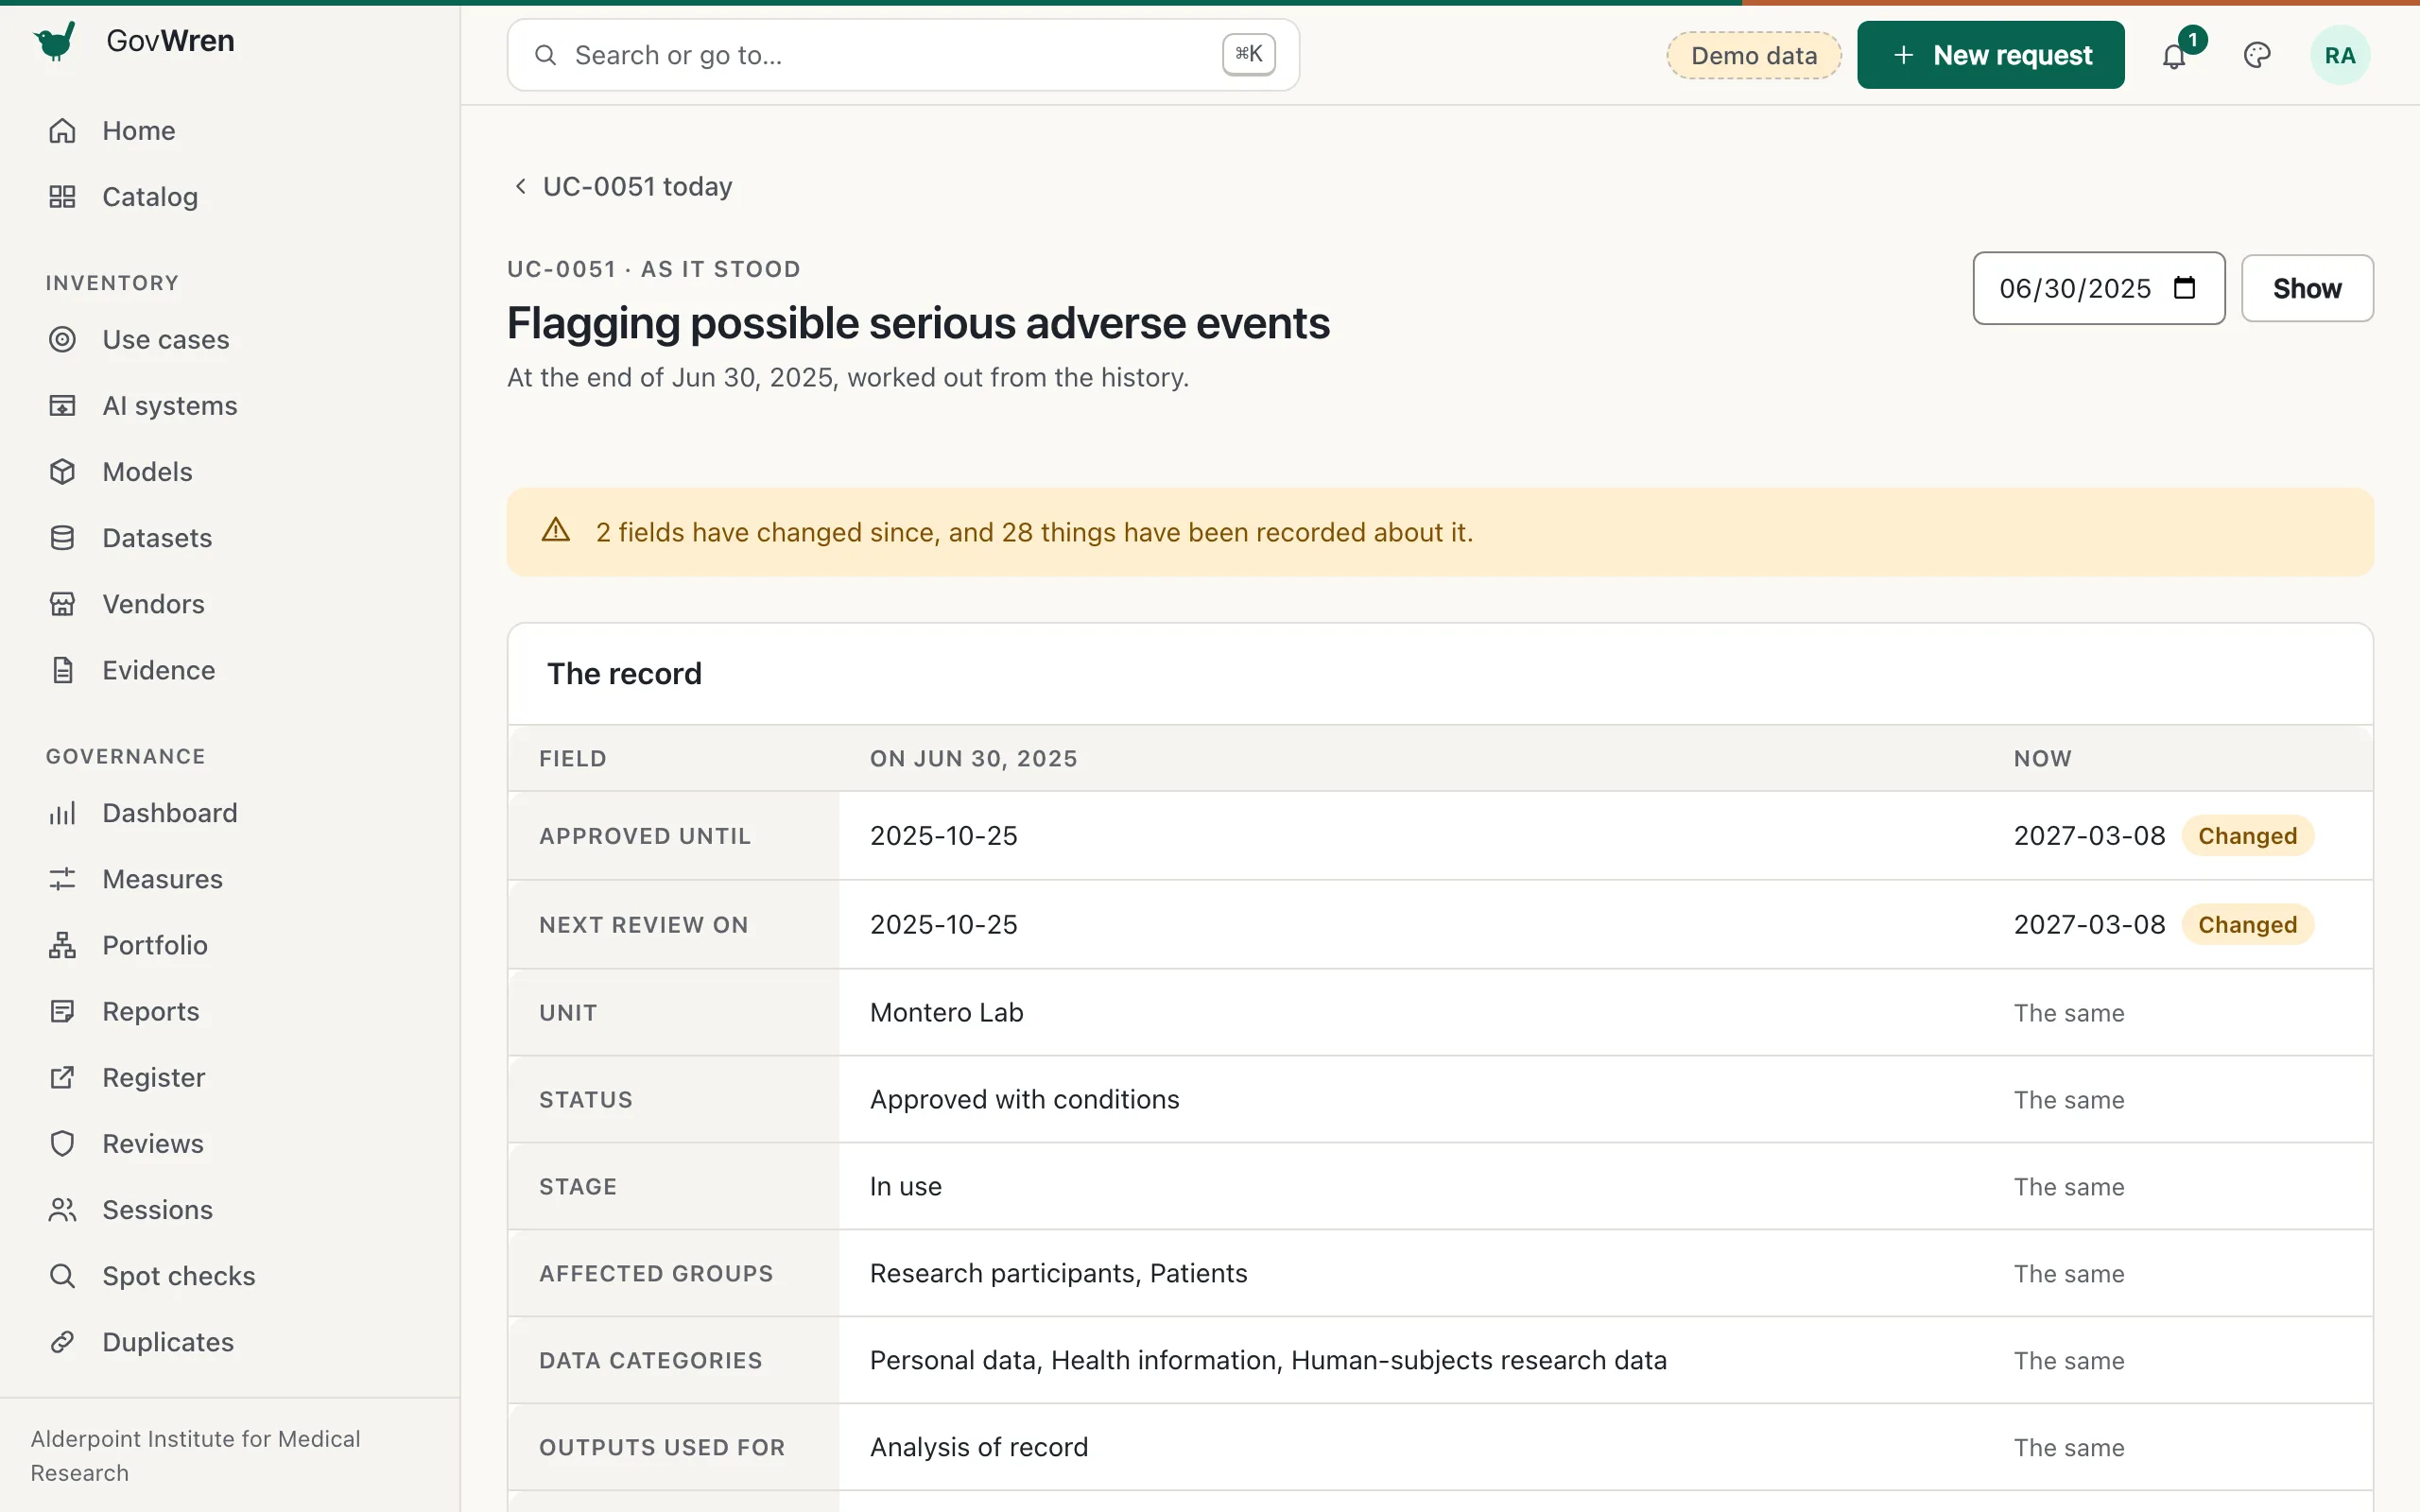 GovWren
Search or go to...
⌘K
Demo data
+ New request
1
RA
Home
Catalog
INVENTORY
Use cases
AI systems
Models
Datasets
Vendors
Evidence
GOVERNANCE
Dashboard
Measures
Portfolio
Reports
Register
Reviews
Sessions
Spot checks
Duplicates
Alderpoint Institute for Medical
Research
UC-0051 today
UC-0051 · AS IT STOOD
Flagging possible serious adverse events
At the end of Jun 30, 2025, worked out from the history.
06/30/2025
Show
2 fields have changed since, and 28 things have been recorded about it.
The record
FIELD ON JUN 30, 2025 NOW
APPROVED UNTIL 2025-10-25 2027-03-08 Changed
NEXT REVIEW ON 2025-10-25 2027-03-08 Changed
UNIT Montero Lab The same
STATUS Approved with conditions The same
STAGE In use The same
AFFECTED GROUPS Research participants, Patients The same
DATA CATEGORIES Personal data, Health information, Human-subjects research data The same
OUTPUTS USED FOR Analysis of record The same